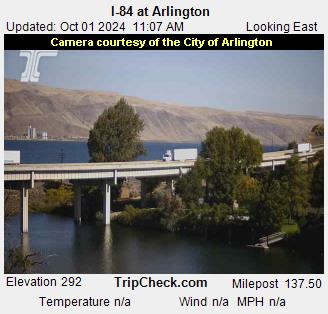 I-84 at Arlington
Updated: Oct 01 2024 11:07 AM Looking East
Camera courtesy of the City of Arlington
Elevation 292 TripCheck.com Milepost 137.50
Temperature n/a Wind n/a MPH n/a